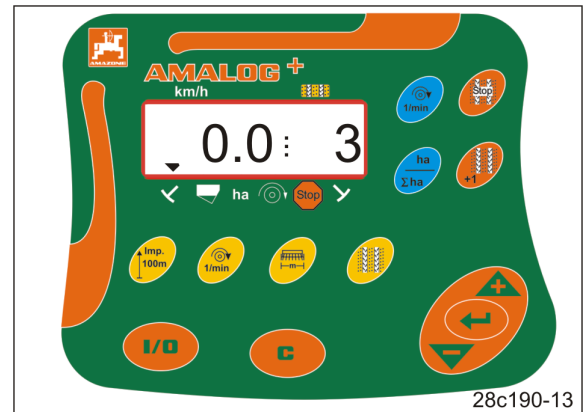 AMAZONE
AMALOG+
km/h
0.0 3
ha Stop
1/min
Stop
ha
Σha
+1
Imp.
100m
1/min
m
I/O
C
+
−
28c190-13